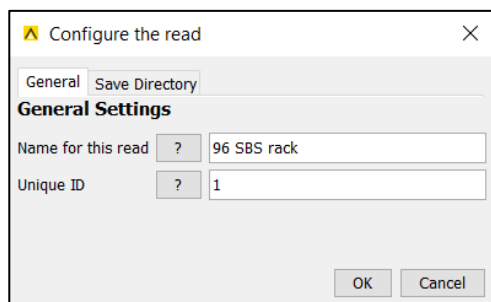 Configure the read
General Save Directory
General Settings
Name for this read ? 96 SBS rack
Unique ID ? 1
OK Cancel